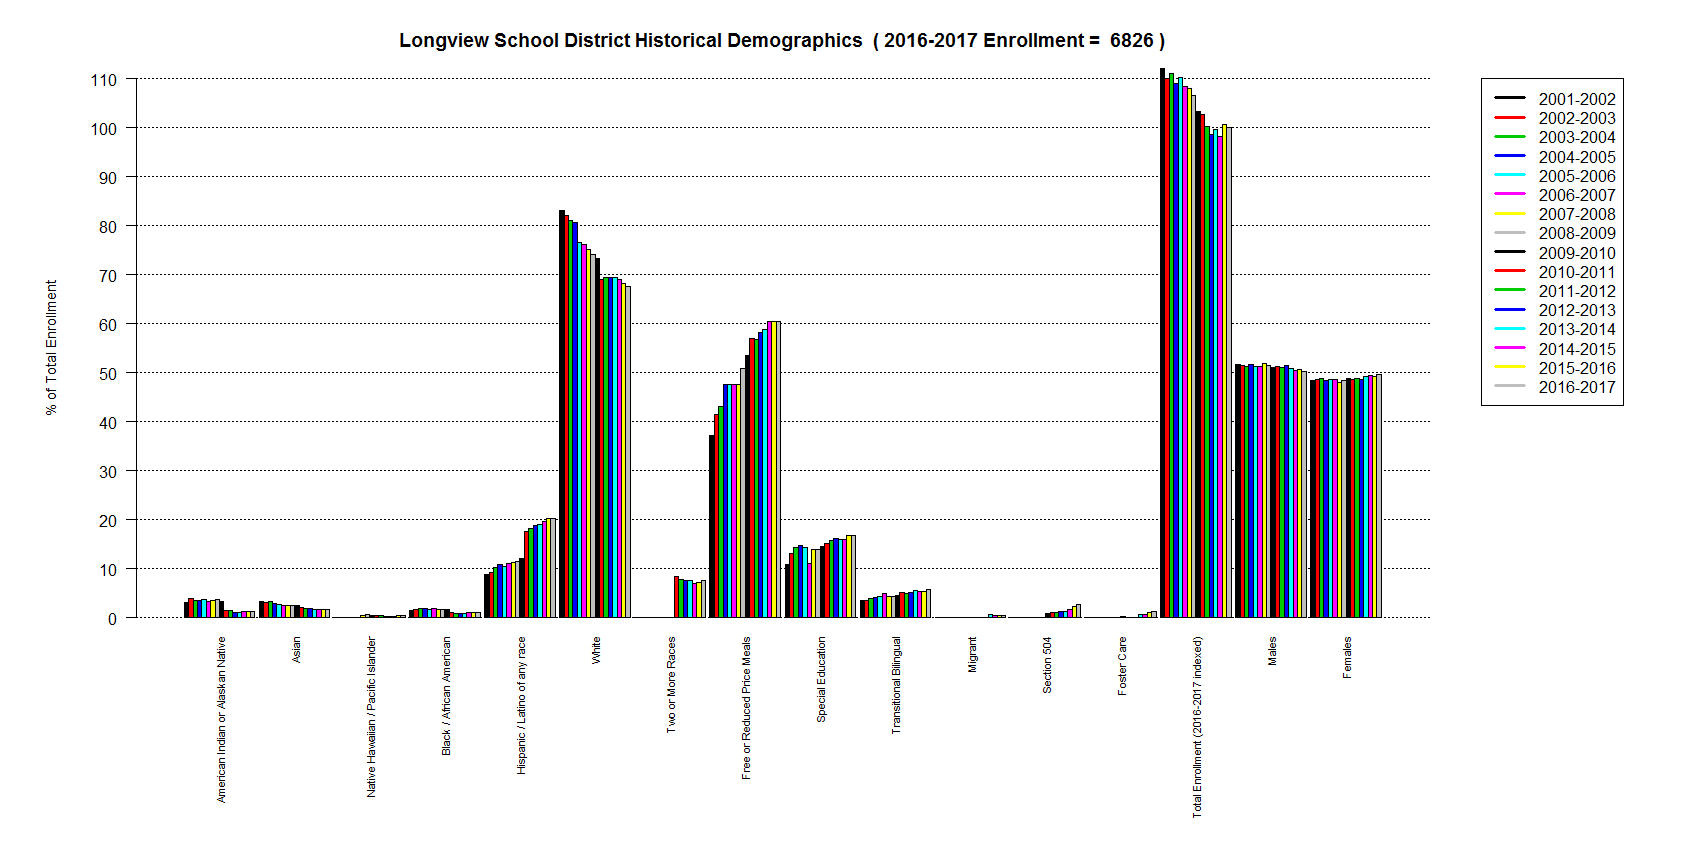 Longview School District Historical Demographics ( 2016-2017 Enrollment = 6826 )
% of Total Enrollment
110
100
90
80
70
60
50
40
30
20
10
0
American Indian or Alaskan Native
Asian
Native Hawaiian / Pacific Islander
Black / African American
Hispanic / Latino of any race
White
Two or More Races
Free or Reduced Price Meals
Special Education
Transitional Bilingual
Migrant
Section 504
Foster Care
Total Enrollment (2016-2017 indexed)
Males
Females
2001-2002
2002-2003
2003-2004
2004-2005
2005-2006
2006-2007
2007-2008
2008-2009
2009-2010
2010-2011
2011-2012
2012-2013
2013-2014
2014-2015
2015-2016
2016-2017